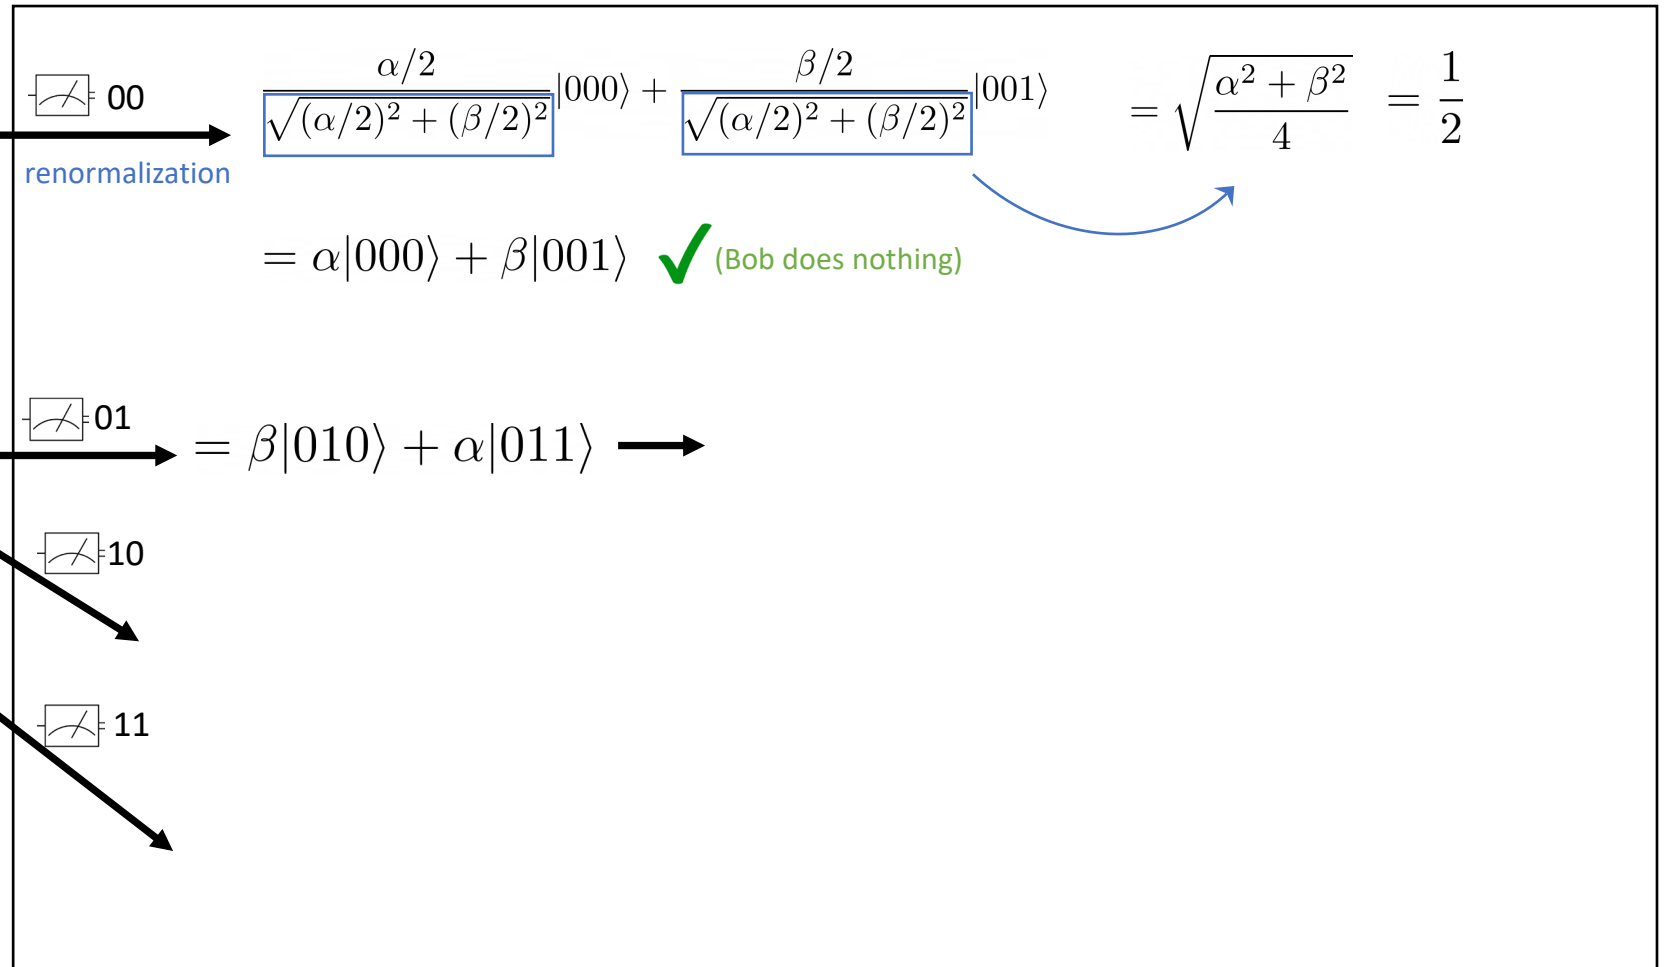 00 α/2 / √((α/2)² + (β/2)²) |000⟩ + β/2 / √((α/2)² + (β/2)²) |001⟩ = √((α² + β²)/4) = 1/2
renormalization
= α|000⟩ + β|001⟩ ✓ (Bob does nothing)
01 = β|010⟩ + α|011⟩
10
11